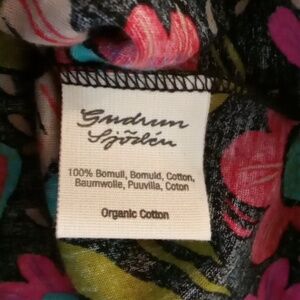 Gudrun
Sjödén
100% Bomull, Bomuld, Cotton,
Baumwolle, Puuvilla, Coton
Organic Cotton